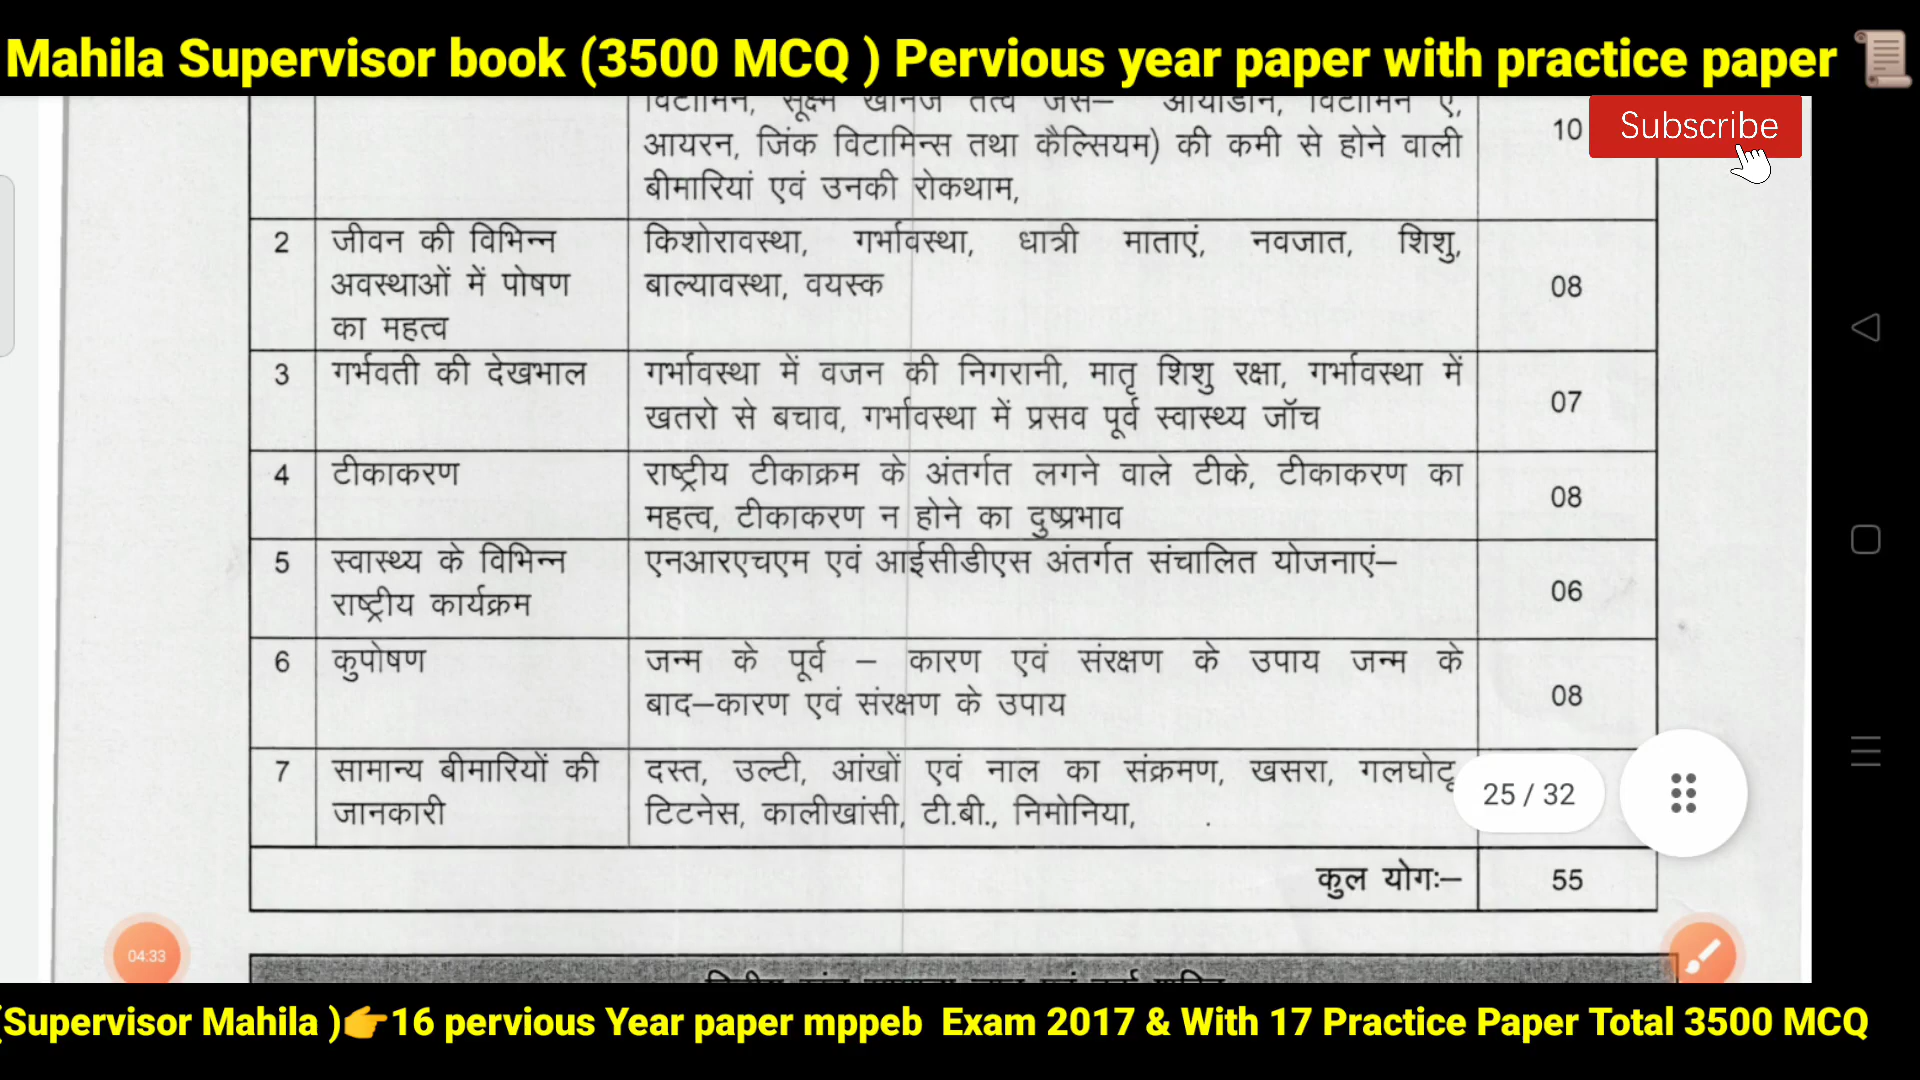 Mahila Supervisor book (3500 MCQ ) Pervious year paper with practice paper
Subscribe
विटामिन, सूक्ष्म खनिज तत्व जैसे– आयोडीन, विटामिन ए,
आयरन, जिंक विटामिन्स तथा कैल्सियम) की कमी से होने वाली
बीमारियां एवं उनकी रोकथाम,
10
2
जीवन की विभिन्न
अवस्थाओं में पोषण
का महत्व
किशोरावस्था, गर्भावस्था, धात्री माताएं, नवजात, शिशु,
बाल्यावस्था, वयस्क
08
3
गर्भवती की देखभाल
गर्भावस्था में वजन की निगरानी, मातृ शिशु रक्षा, गर्भावस्था में
खतरो से बचाव, गर्भावस्था में प्रसव पूर्व स्वास्थ्य जॉच
07
4
टीकाकरण
राष्ट्रीय टीकाक्रम के अंतर्गत लगने वाले टीके, टीकाकरण का
महत्व, टीकाकरण न होने का दुष्प्रभाव
08
5
स्वास्थ्य के विभिन्न
राष्ट्रीय कार्यक्रम
एनआरएचएम एवं आईसीडीएस अंतर्गत संचालित योजनाएं–
06
6
कुपोषण
जन्म के पूर्व – कारण एवं संरक्षण के उपाय जन्म के
बाद–कारण एवं संरक्षण के उपाय
08
7
सामान्य बीमारियों की
जानकारी
दस्त, उल्टी, आंखों एवं नाल का संक्रमण, खसरा, गलघोटू
टिटनेस, कालीखांसी, टी.बी., निमोनिया,
25 / 32
कुल योगः–
55
04:33
(Supervisor Mahila )👉16 pervious Year paper mppeb Exam 2017 & With 17 Practice Paper Total 3500 MCQ